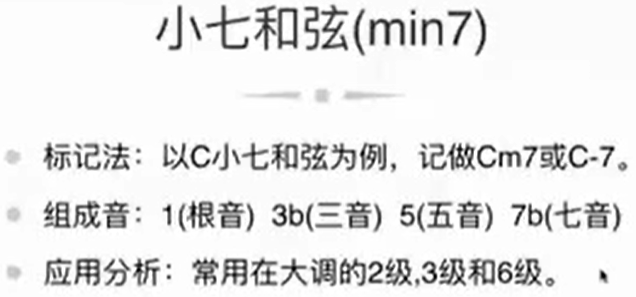 小七和弦(min7)
标记法：以C小七和弦为例，记做Cm7或C-7。
组成音：1(根音) 3b(三音) 5(五音) 7b(七音)
应用分析：常用在大调的2级,3级和6级。